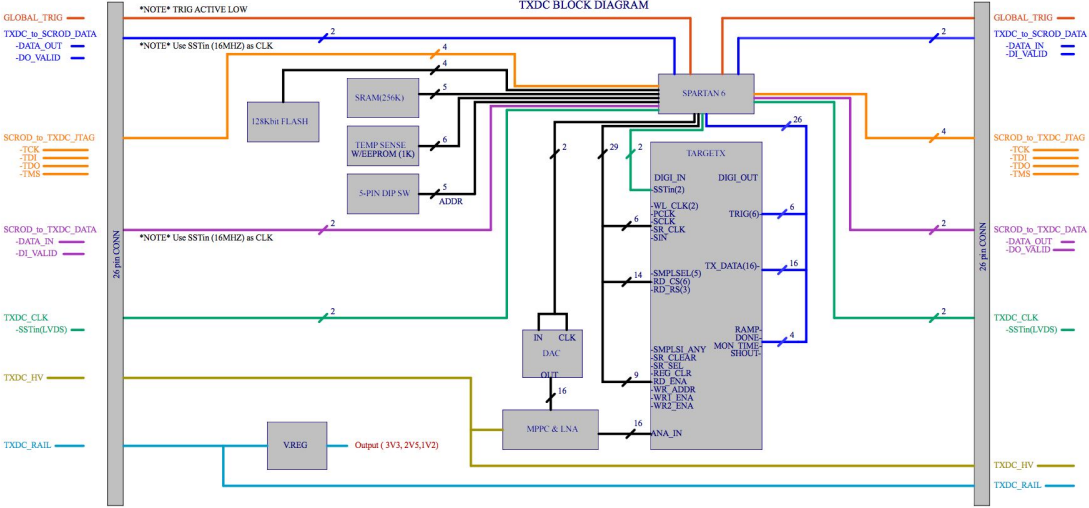 TXDC BLOCK DIAGRAM
*NOTE* TRIG ACTIVE LOW
GLOBAL_TRIG
TXDC_to_SCROD_DATA
-DATA_OUT
-DO_VALID
2
*NOTE* Use SSTin (16MHZ) as CLK
4
4
128Kbit FLASH
SRAM(256K)
5
TEMP SENSE
W/EEPROM (1K)
6
5-PIN DIP SW
5
ADDR
SCROD_to_TXDC_JTAG
-TCK
-TDI
-TDO
-TMS
SCROD_to_TXDC_DATA
-DATA_IN
-DI_VALID
2
*NOTE* Use SSTin (16MHZ) as CLK
26 pin CONN
TXDC_CLK
-SSTin(LVDS)
2
TXDC_HV
TXDC_RAIL
V.REG
Output ( 3V3, 2V5,1V2)
SPARTAN 6
2
29
2
26
TARGETX
DIGI_IN
DIGI_OUT
-SSTin(2)
-WL_CLK(2)
-PCLK
-SCLK
-SR_CLK
-SIN
6
TRIG(6)-
6
-SMPLSEL(5)
-RD_CS(6)
-RD_RS(3)
14
TX_DATA(16)-
16
RAMP-
DONE-
MON_TIME-
SHOUT-
4
-SMPLSI_ANY
-SR_CLEAR
-SR_SEL
-REG_CLR
-RD_ENA
-WR_ADDR
-WR1_ENA
-WR2_ENA
9
IN
CLK
DAC
OUT
16
MPPC & LNA
16
ANA_IN
26 pin CONN
GLOBAL_TRIG
TXDC_to_SCROD_DATA
-DATA_IN
-DI_VALID
2
SCROD_to_TXDC_JTAG
-TCK
-TDI
-TDO
-TMS
4
SCROD_to_TXDC_DATA
-DATA_OUT
-DO_VALID
2
TXDC_CLK
-SSTin(LVDS)
2
TXDC_HV
TXDC_RAIL